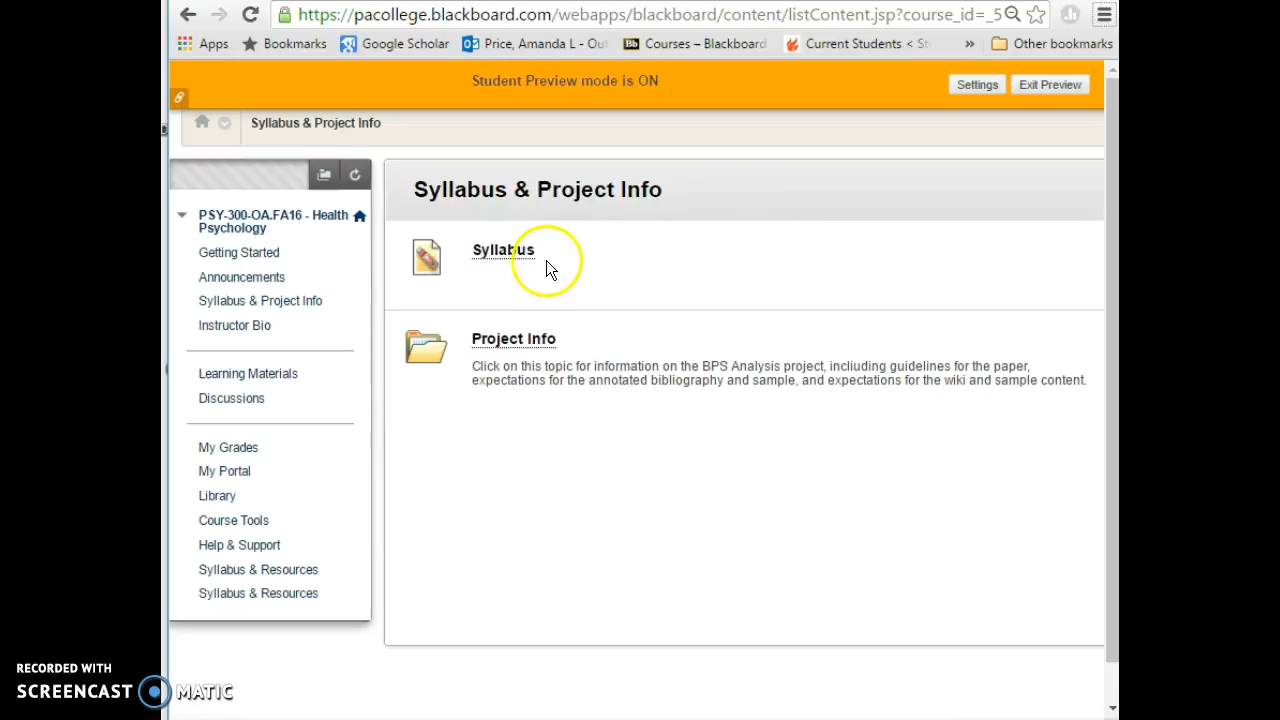 https://pacollege.blackboard.com/webapps/blackboard/content/listContent.jsp?course_id=_5
Apps Bookmarks Google Scholar Price, Amanda L - Ou Bb Courses – Blackboard Current Students < St » Other bookmarks
Student Preview mode is ON
Settings Exit Preview
Syllabus & Project Info
Syllabus & Project Info
PSY-300-OA.FA16 - Health
Psychology
Getting Started
Announcements
Syllabus & Project Info
Instructor Bio
Learning Materials
Discussions
My Grades
My Portal
Library
Course Tools
Help & Support
Syllabus & Resources
Syllabus & Resources
Syllabus
Project Info
Click on this topic for information on the BPS Analysis project, including guidelines for the paper,
expectations for the annotated bibliography and sample, and expectations for the wiki and sample content.
RECORDED WITH
SCREENCAST MATIC